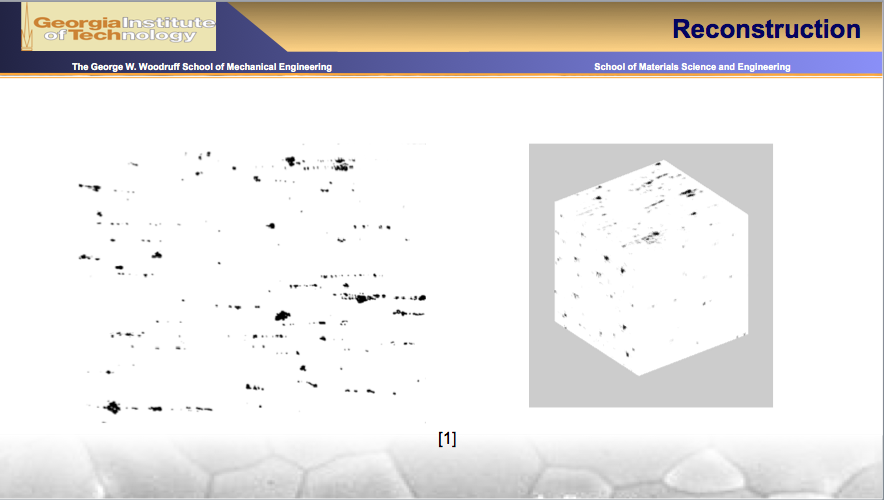 Georgia Institute
of Technology
Reconstruction
The George W. Woodruff School of Mechanical Engineering
School of Materials Science and Engineering
[1]